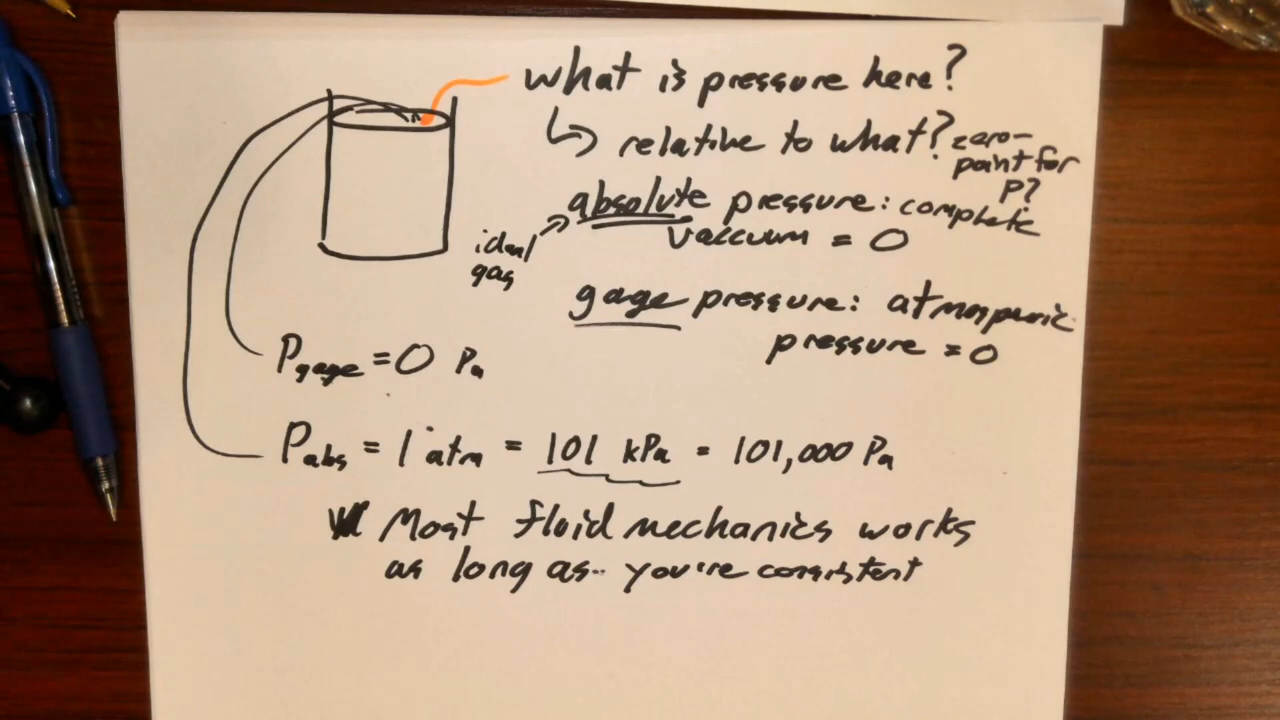 what is pressure here?
relative to what? zero-
point for
P?
absolute pressure: complete
vaccuum = 0
ideal
gas
gage pressure: atmospheric
pressure = 0
Pgage = 0 Pa
Pabs = 1 atm = 101 kPa = 101,000 Pa
Most fluid mechanics works
as long as.. you're consistent